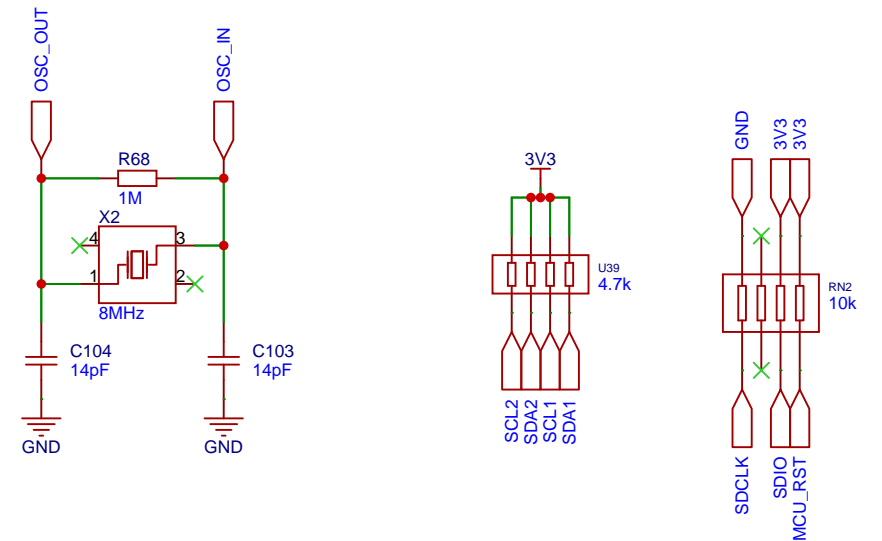 OSC_OUT
OSC_IN
R68
1M
X2
4
3
1
2
8MHz
C104
14pF
C103
14pF
GND
GND
3V3
U39
4.7k
SCL2
SDA2
SCL1
SDA1
GND
3V3
3V3
RN2
10k
SDCLK
SDIO
MCU_RST